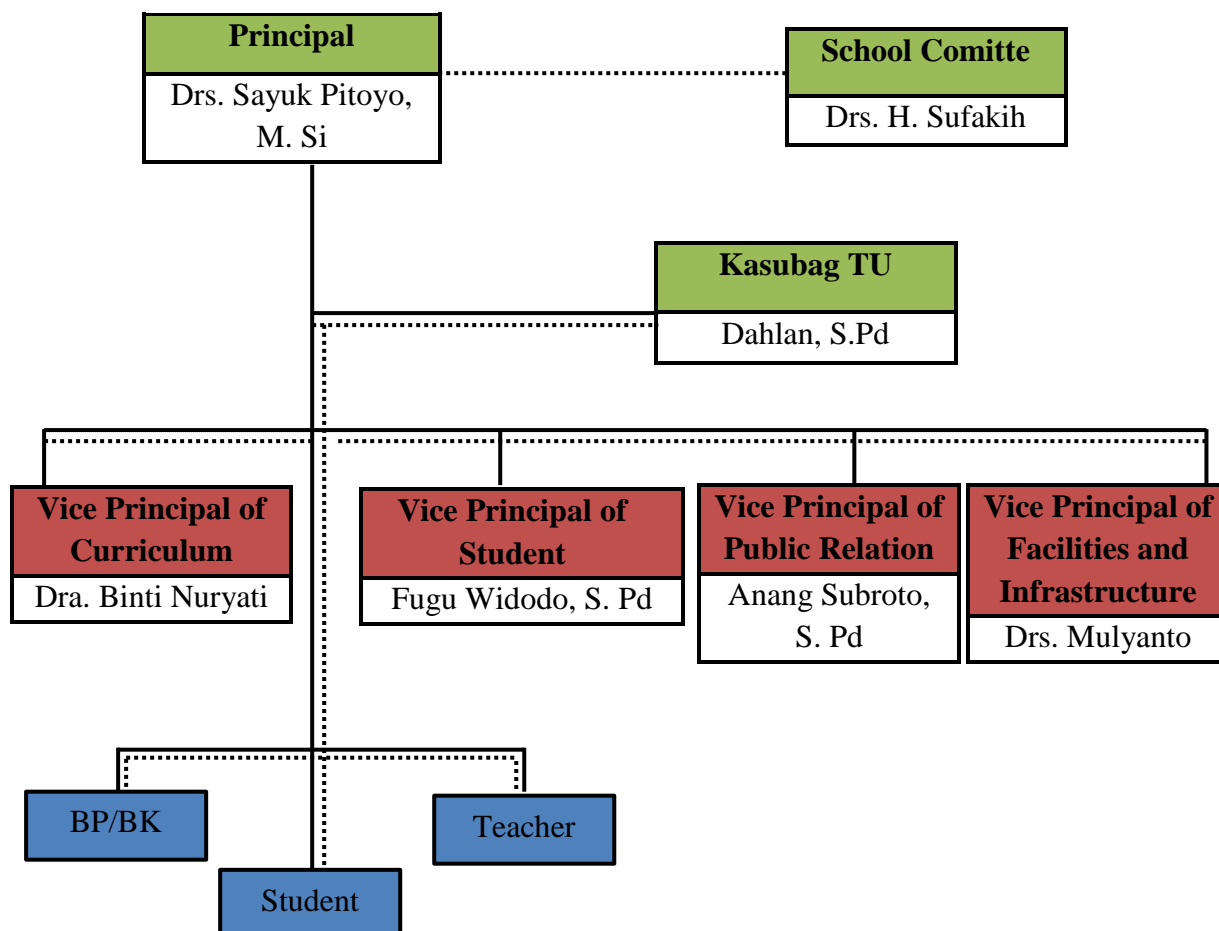 Principal
Drs. Sayuk Pitoyo,
M. Si
School Comitte
Drs. H. Sufakih
Kasubag TU
Dahlan, S.Pd
Vice Principal of
Curriculum
Dra. Binti Nuryati
Vice Principal of
Student
Fugu Widodo, S. Pd
Vice Principal of
Public Relation
Anang Subroto,
S. Pd
Vice Principal of
Facilities and
Infrastructure
Drs. Mulyanto
BP/BK
Teacher
Student